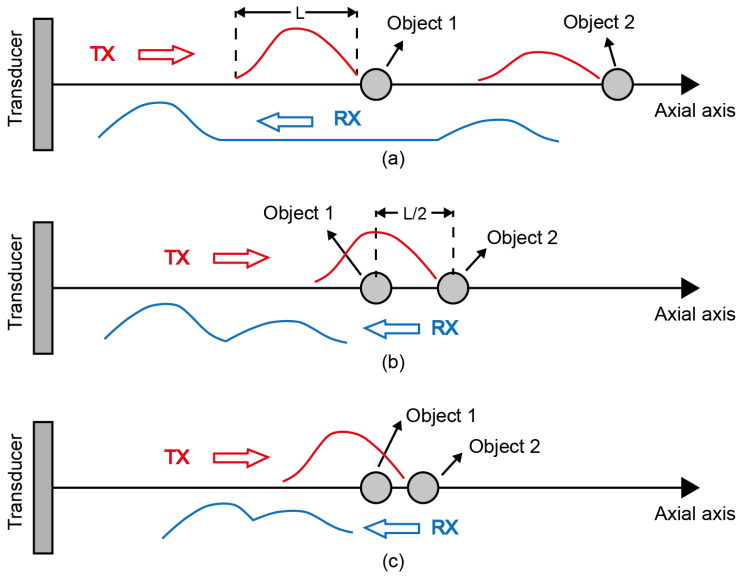 L
Object 1
Object 2
TX
Transducer
Axial axis
RX
(a)
Object 1
L/2
Object 2
TX
Transducer
Axial axis
RX
(b)
Object 1
Object 2
TX
Transducer
Axial axis
RX
(c)